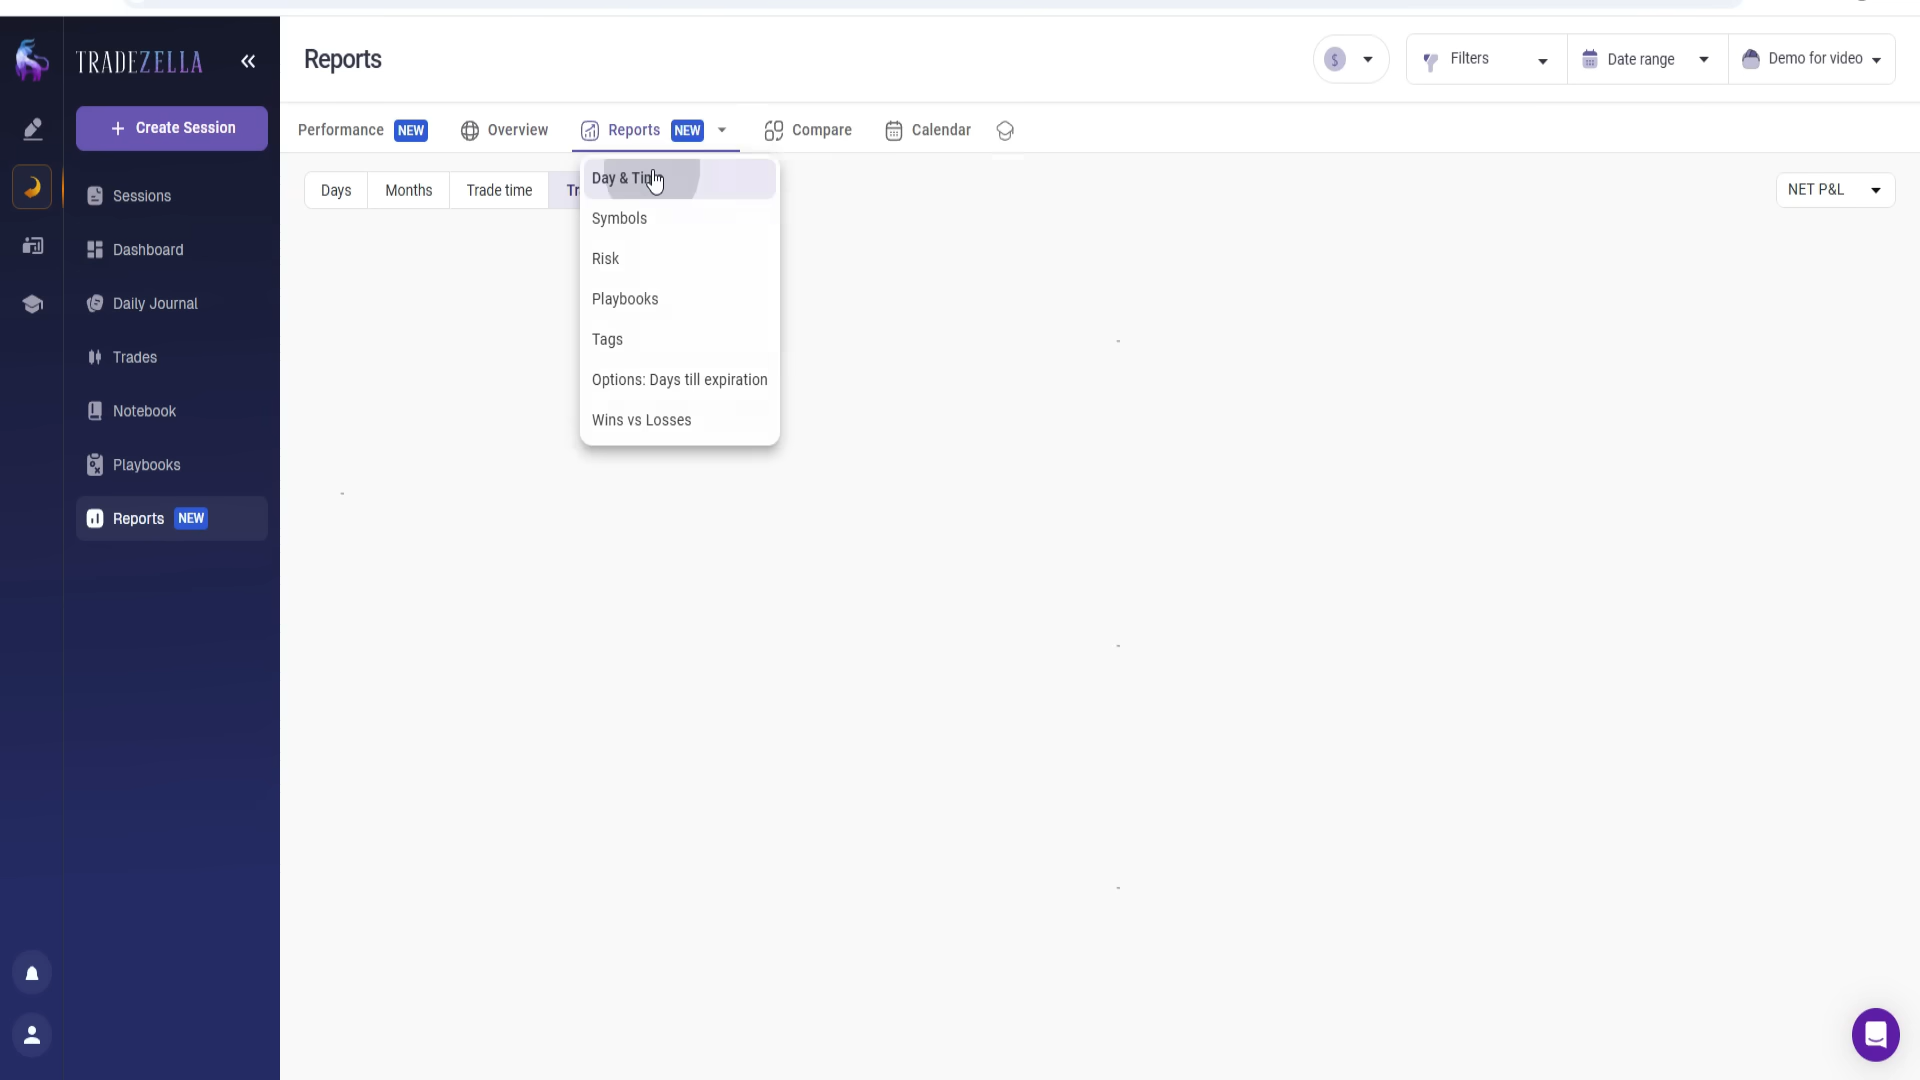 TRADEZELLA
Create Session
Sessions
Dashboard
Daily Journal
Trades
Notebook
Playbooks
Reports NEW
Reports
$
Filters
Date range
Demo for video
Performance NEW
Overview
Reports NEW
Compare
Calendar
Days
Months
Trade time
NET P&L
Day &
Symbols
Risk
Playbooks
Tags
Options: Days till expiration
Wins vs Losses